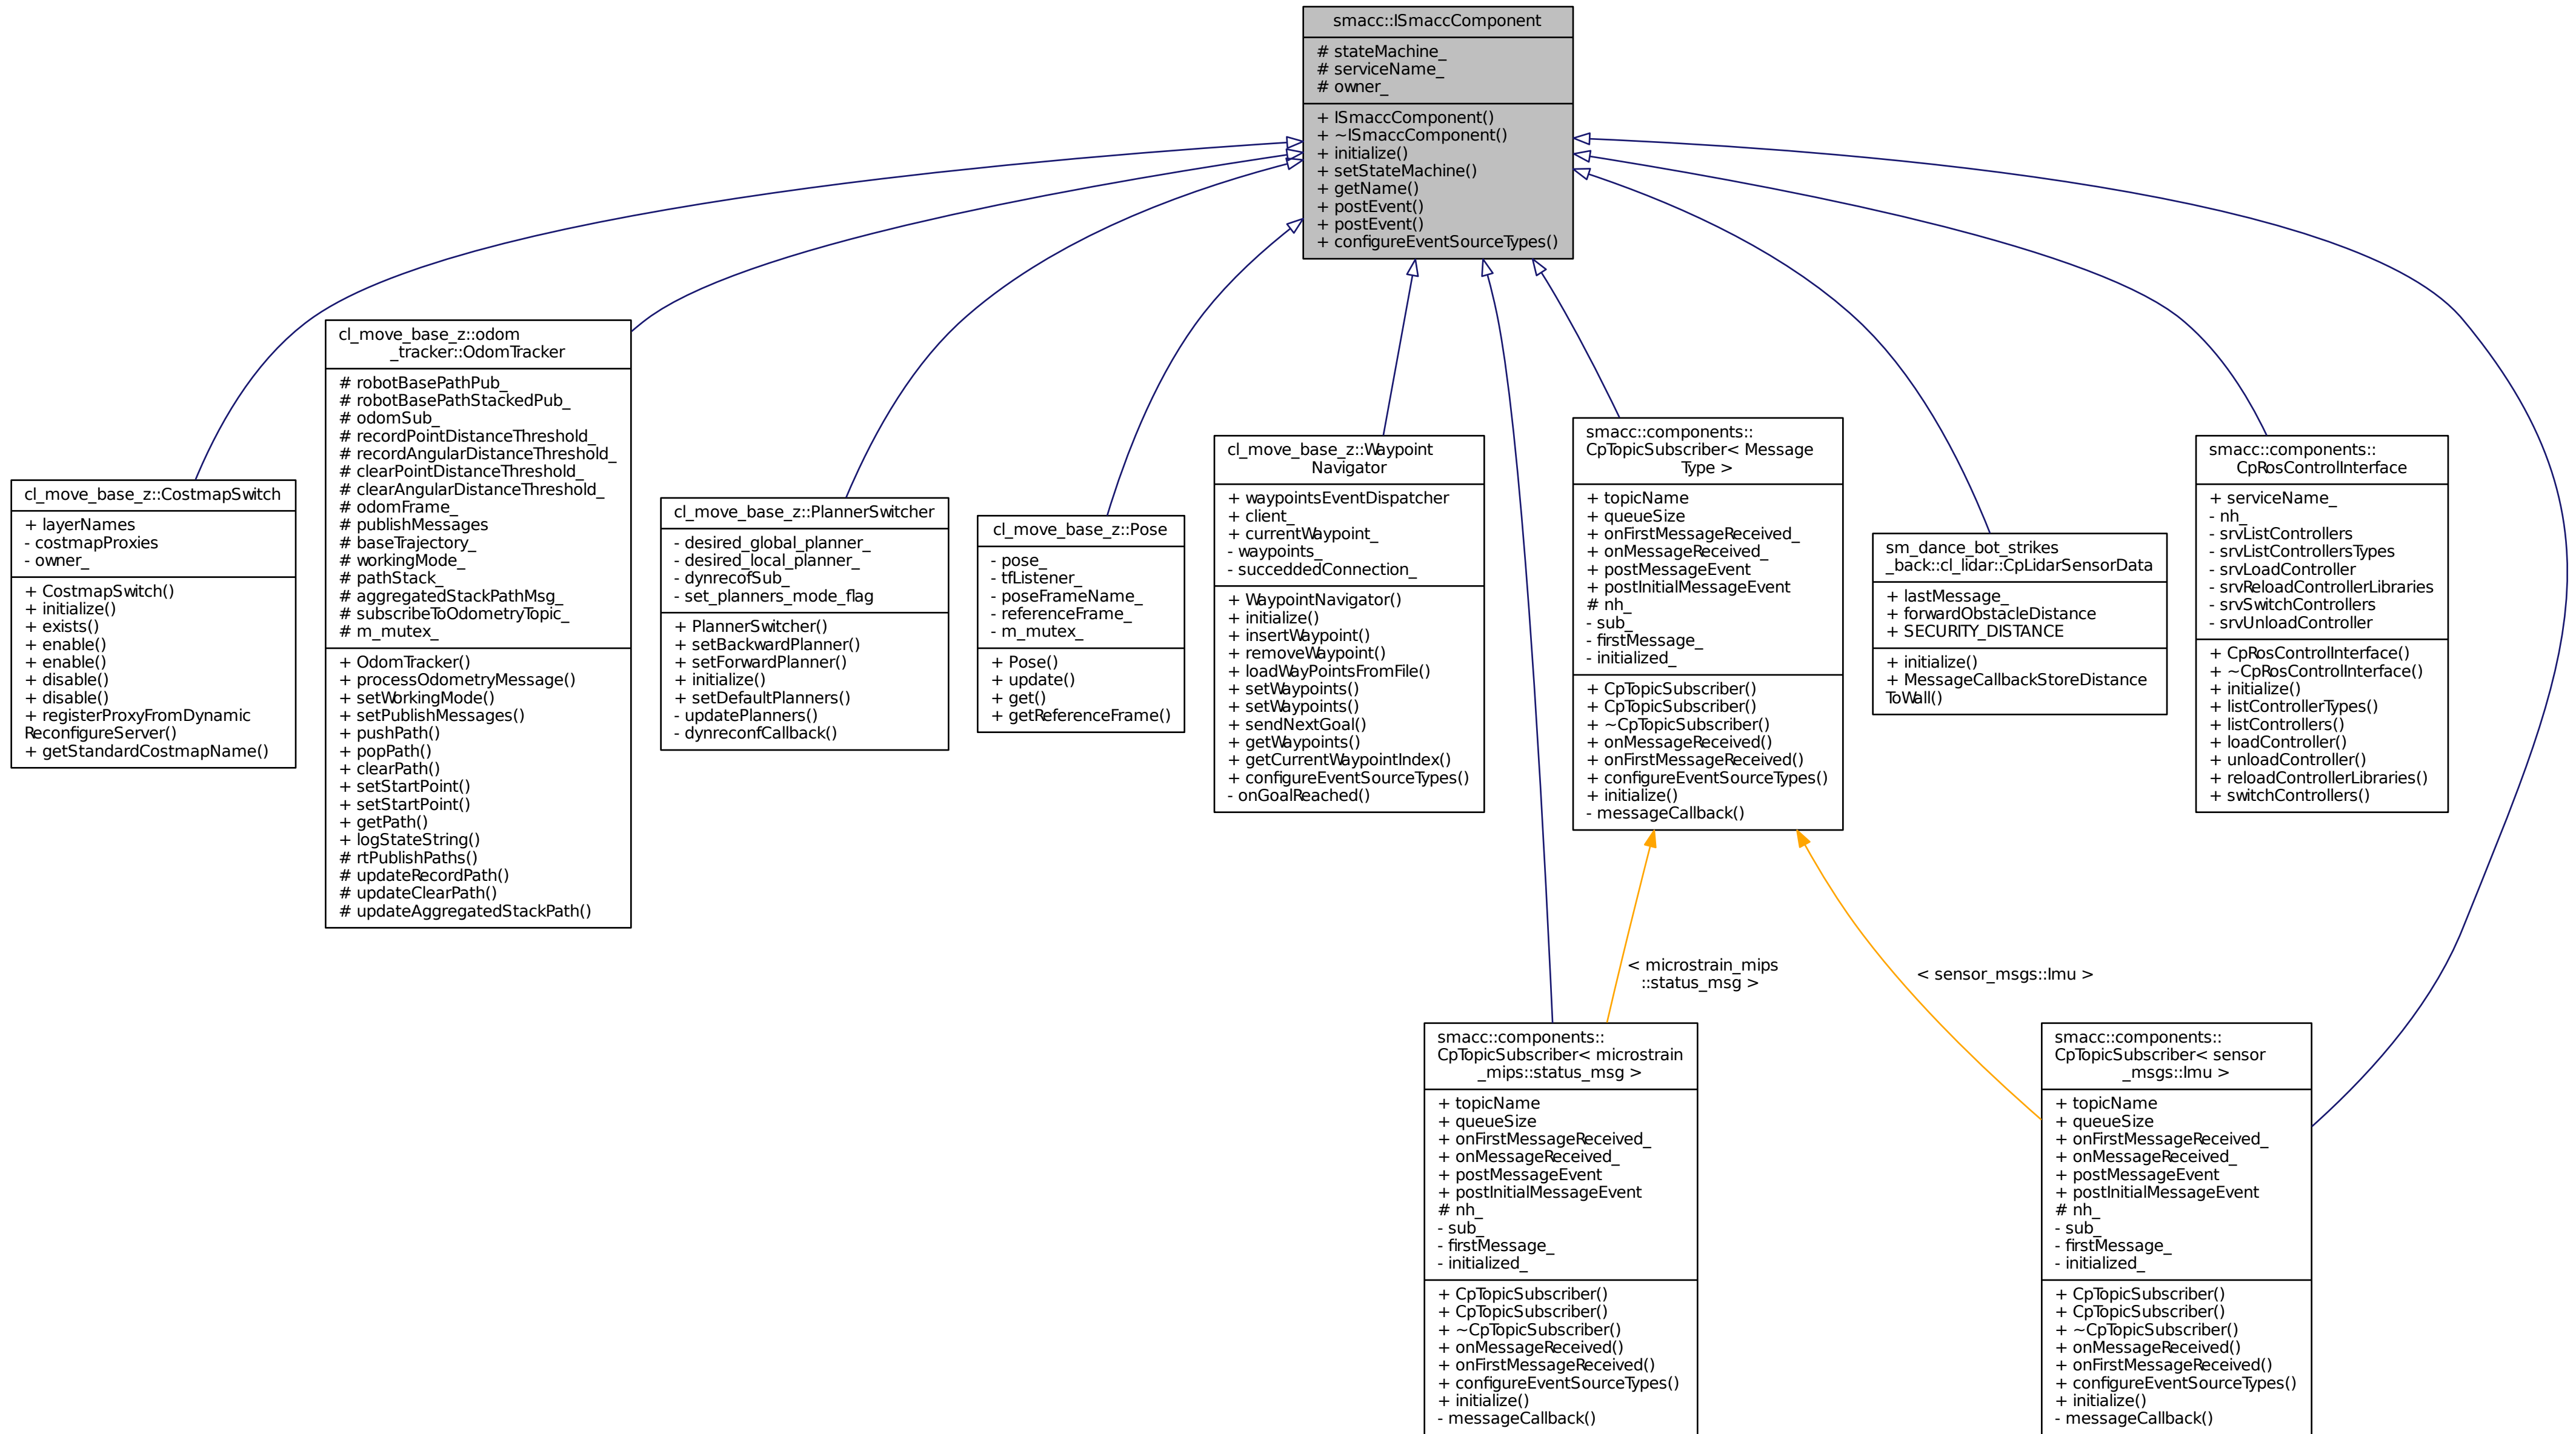 smacc::ISmaccComponent
# stateMachine_
# serviceName_
# owner_
+ ISmaccComponent()
+ ~ISmaccComponent()
+ initialize()
+ setStateMachine()
+ getName()
+ postEvent()
+ postEvent()
+ configureEventSourceTypes()
cl_move_base_z::CostmapSwitch
+ layerNames
- costmapProxies
- owner_
+ CostmapSwitch()
+ initialize()
+ exists()
+ enable()
+ enable()
+ disable()
+ disable()
+ registerProxyFromDynamic
ReconfigureServer()
+ getStandardCostmapName()
cl_move_base_z::odom
_tracker::OdomTracker
# robotBasePathPub_
# robotBasePathStackedPub_
# odomSub_
# recordPointDistanceThreshold_
# recordAngularDistanceThreshold_
# clearPointDistanceThreshold_
# clearAngularDistanceThreshold_
# odomFrame_
# publishMessages
# baseTrajectory_
# workingMode_
# pathStack_
# aggregatedStackPathMsg_
# subscribeToOdometryTopic_
# m_mutex_
+ OdomTracker()
+ processOdometryMessage()
+ setWorkingMode()
+ setPublishMessages()
+ pushPath()
+ popPath()
+ clearPath()
+ setStartPoint()
+ setStartPoint()
+ getPath()
+ logStateString()
# rtPublishPaths()
# updateRecordPath()
# updateClearPath()
# updateAggregatedStackPath()
cl_move_base_z::PlannerSwitcher
- desired_global_planner_
- desired_local_planner_
- dynrecofSub_
- set_planners_mode_flag
+ PlannerSwitcher()
+ setBackwardPlanner()
+ setForwardPlanner()
+ initialize()
+ setDefaultPlanners()
- updatePlanners()
- dynreconfCallback()
cl_move_base_z::Pose
- pose_
- tfListener_
- poseFrameName_
- referenceFrame_
- m_mutex_
+ Pose()
+ update()
+ get()
+ getReferenceFrame()
cl_move_base_z::Waypoint
Navigator
+ waypointsEventDispatcher
+ client_
+ currentWaypoint_
- waypoints_
- succeddedConnection_
+ WaypointNavigator()
+ initialize()
+ insertWaypoint()
+ removeWaypoint()
+ loadWayPointsFromFile()
+ setWaypoints()
+ setWaypoints()
+ sendNextGoal()
+ getWaypoints()
+ getCurrentWaypointIndex()
+ configureEventSourceTypes()
- onGoalReached()
smacc::components::
CpTopicSubscriber< Message
Type >
+ topicName
+ queueSize
+ onFirstMessageReceived_
+ onMessageReceived_
+ postMessageEvent
+ postInitialMessageEvent
# nh_
- sub_
- firstMessage_
- initialized_
+ CpTopicSubscriber()
+ CpTopicSubscriber()
+ ~CpTopicSubscriber()
+ onMessageReceived()
+ onFirstMessageReceived()
+ configureEventSourceTypes()
+ initialize()
- messageCallback()
sm_dance_bot_strikes
_back::cl_lidar::CpLidarSensorData
+ lastMessage_
+ forwardObstacleDistance
+ SECURITY_DISTANCE
+ initialize()
+ MessageCallbackStoreDistance
ToWall()
smacc::components::
CpRosControlInterface
+ serviceName_
- nh_
- srvListControllers
- srvListControllersTypes
- srvLoadController
- srvReloadControllerLibraries
- srvSwitchControllers
- srvUnloadController
+ CpRosControlInterface()
+ ~CpRosControlInterface()
+ initialize()
+ listControllerTypes()
+ listControllers()
+ loadController()
+ unloadController()
+ reloadControllerLibraries()
+ switchControllers()
< microstrain_mips
::status_msg >
< sensor_msgs::Imu >
smacc::components::
CpTopicSubscriber< microstrain
_mips::status_msg >
+ topicName
+ queueSize
+ onFirstMessageReceived_
+ onMessageReceived_
+ postMessageEvent
+ postInitialMessageEvent
# nh_
- sub_
- firstMessage_
- initialized_
+ CpTopicSubscriber()
+ CpTopicSubscriber()
+ ~CpTopicSubscriber()
+ onMessageReceived()
+ onFirstMessageReceived()
+ configureEventSourceTypes()
+ initialize()
- messageCallback()
smacc::components::
CpTopicSubscriber< sensor
_msgs::Imu >
+ topicName
+ queueSize
+ onFirstMessageReceived_
+ onMessageReceived_
+ postMessageEvent
+ postInitialMessageEvent
# nh_
- sub_
- firstMessage_
- initialized_
+ CpTopicSubscriber()
+ CpTopicSubscriber()
+ ~CpTopicSubscriber()
+ onMessageReceived()
+ onFirstMessageReceived()
+ configureEventSourceTypes()
+ initialize()
- messageCallback()